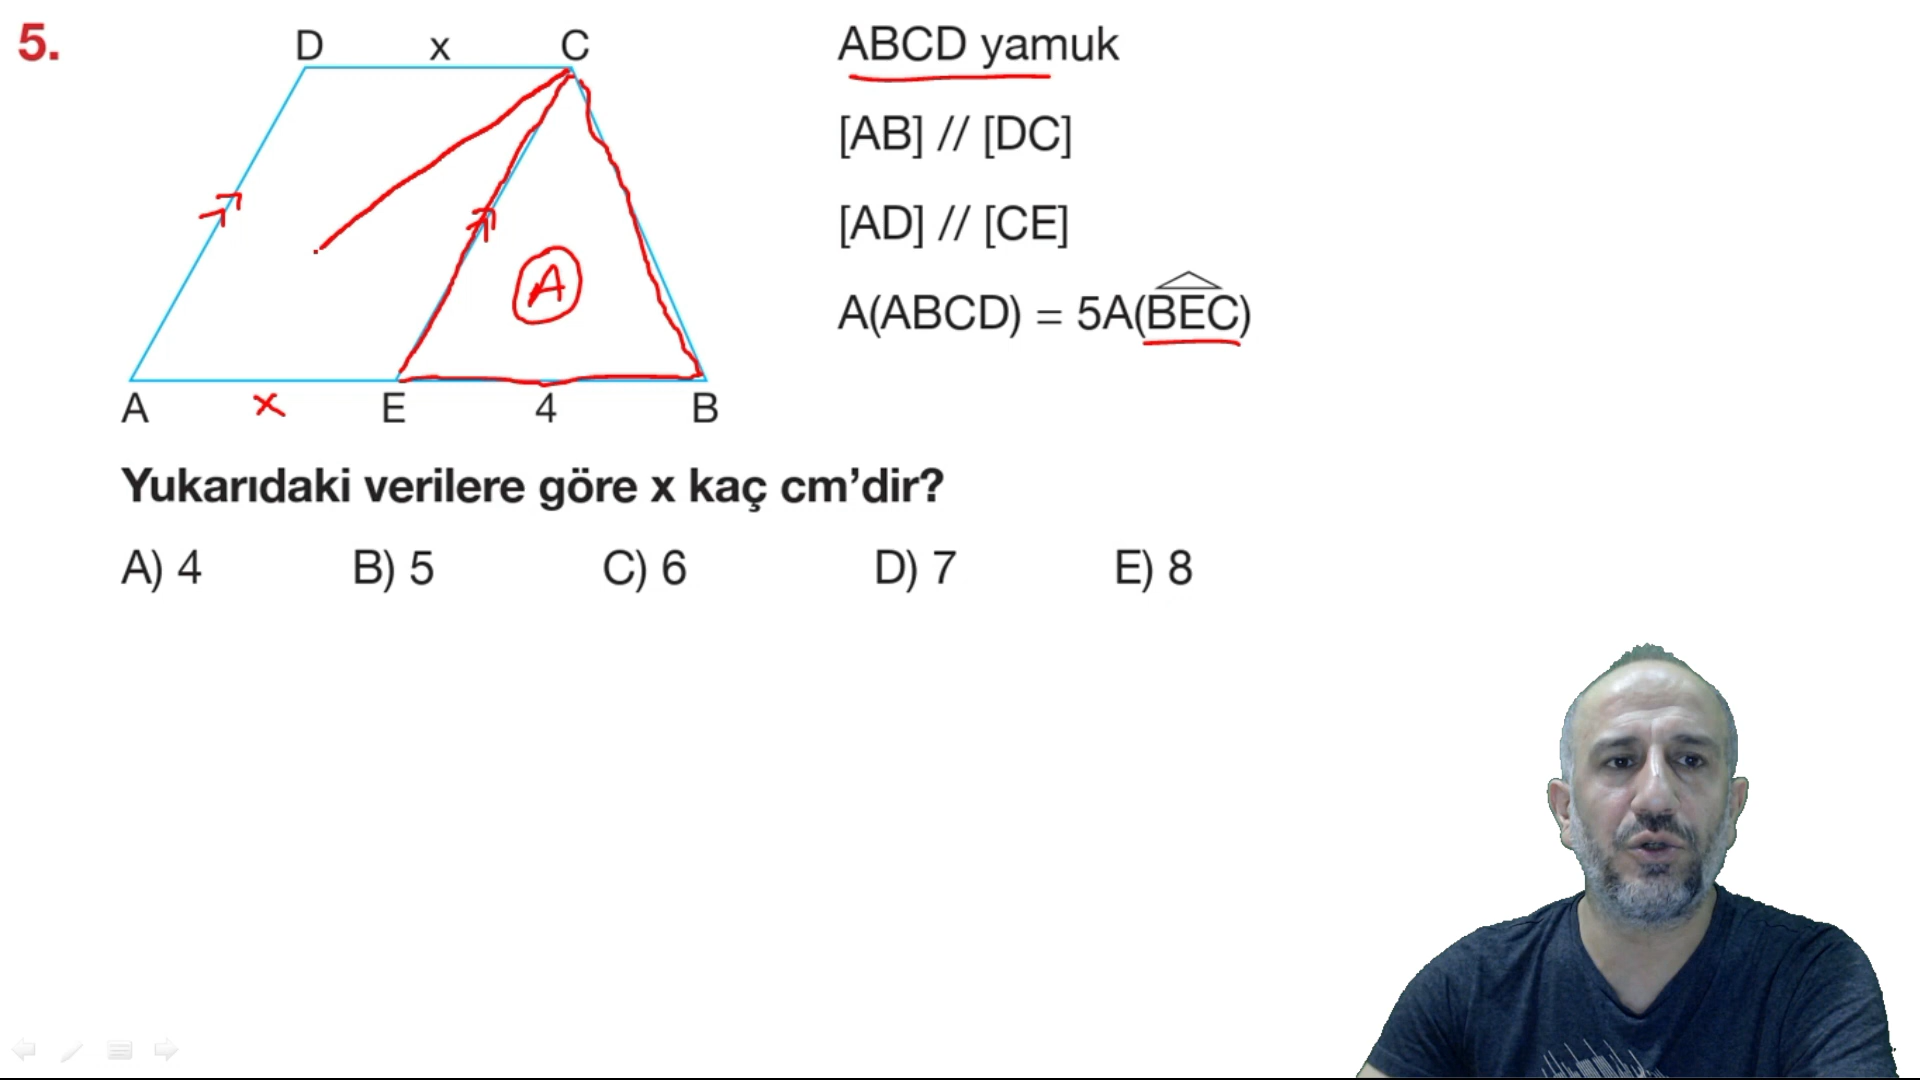 5.
D x C
A
A x E 4 B
ABCD yamuk
[AB] // [DC]
[AD] // [CE]
A(ABCD) = 5A(BEC)
Yukarıdaki verilere göre x kaç cm’dir?
A) 4 B) 5 C) 6 D) 7 E) 8